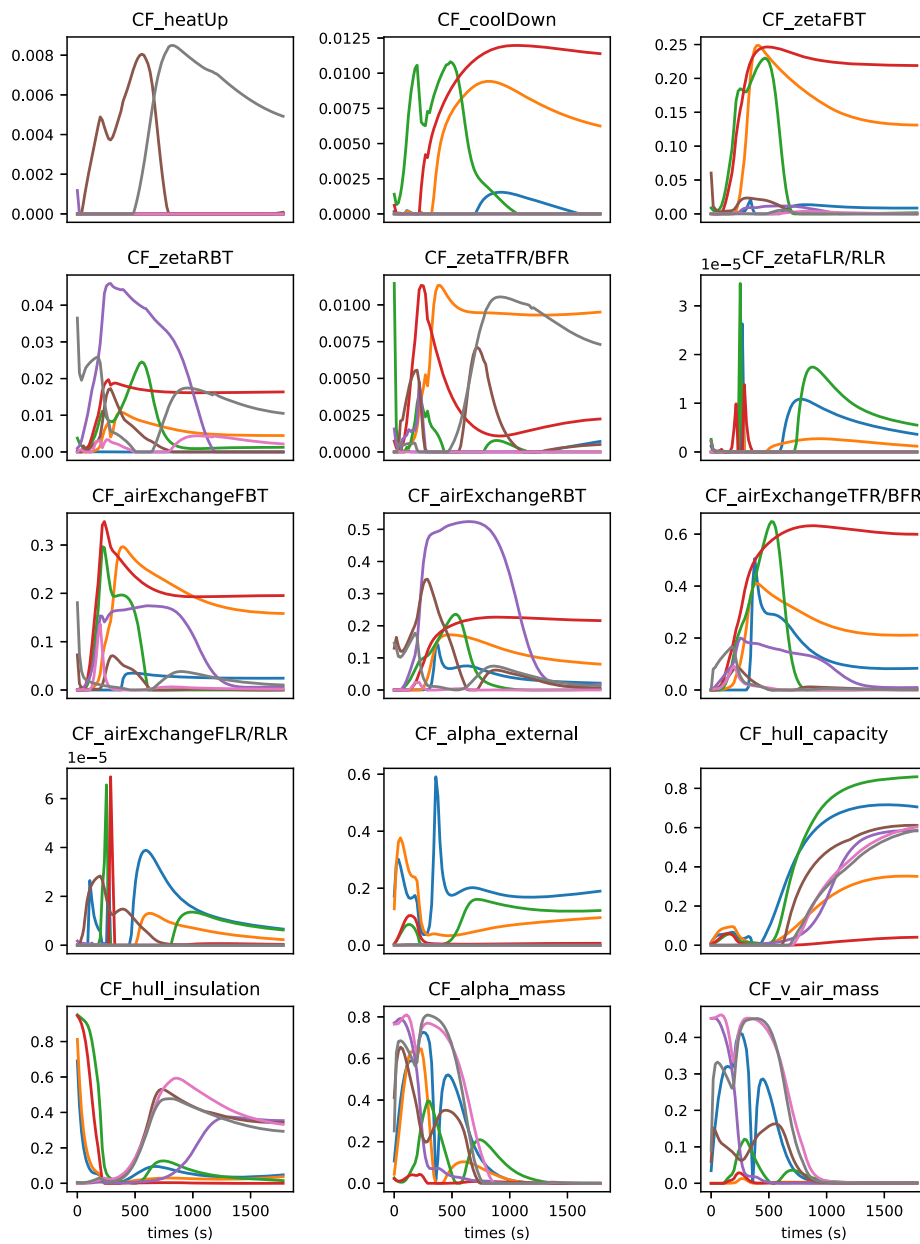 CF_heatUp CF_coolDown CF_zetaFBT
0.008 0.0125 0.25
0.006 0.0100 0.20
0.004 0.0075 0.15
0.002 0.0050 0.10
0.000 0.0025 0.05
0.0000 0.00
CF_zetaRBT CF_zetaTFR/BFR CF_zetaFLR/RLR
1e−5
0.04 0.0100 3
0.03 0.0075 2
0.02 0.0050 1
0.01 0.0025 0
0.00 0.0000
CF_airExchangeFBT CF_airExchangeRBT CF_airExchangeTFR/BFR
0.3 0.4 0.6
0.2 0.2 0.4
0.1 0.0 0.2
0.0 0.0
CF_airExchangeFLR/RLR CF_alpha_external CF_hull_capacity
1e−5
6 0.6 0.8
4 0.4 0.6
2 0.2 0.4
0 0.0 0.2
0.0
CF_hull_insulation CF_alpha_mass CF_v_air_mass
0.8 0.8 0.4
0.6 0.6 0.3
0.4 0.4 0.2
0.2 0.2 0.1
0.0 0.0 0.0
0 500 1000 1500 0 500 1000 1500 0 500 1000 1500
times (s) times (s) times (s)